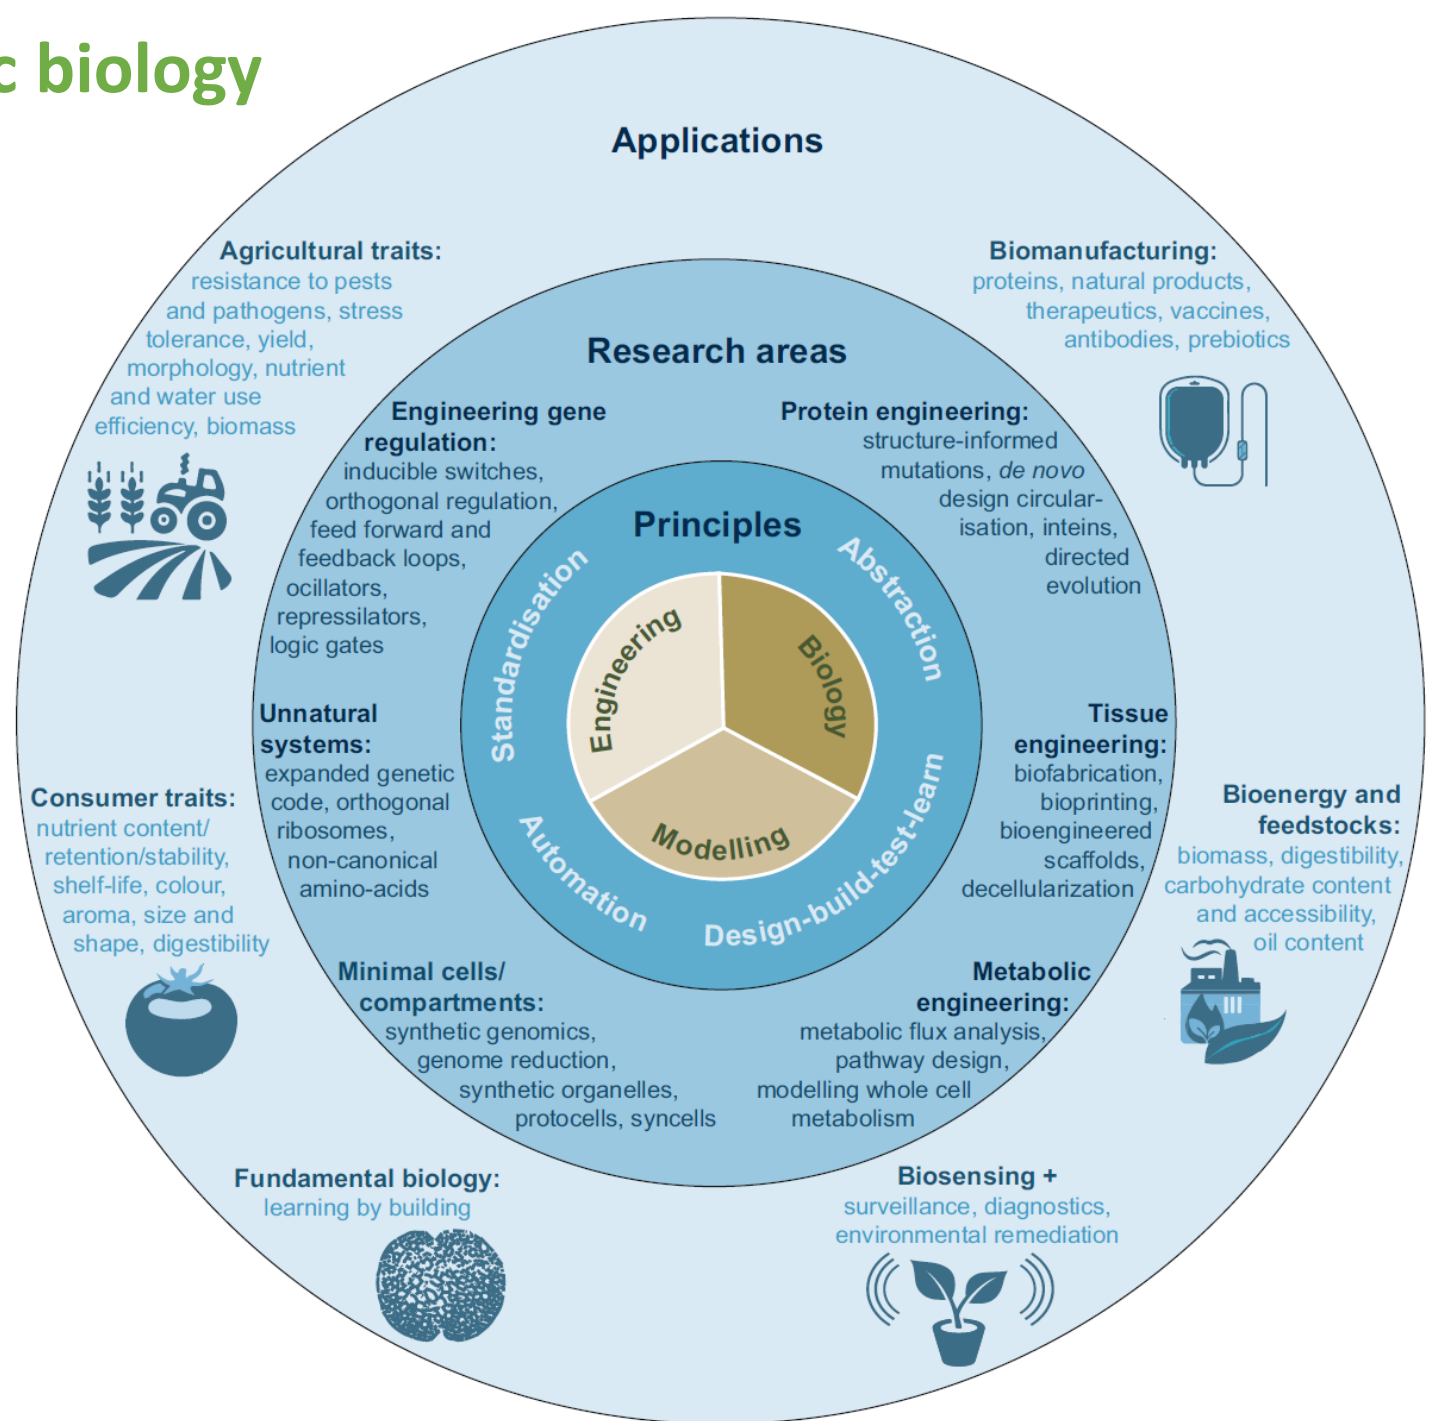 c biology
Applications
Agricultural traits:
resistance to pests
and pathogens, stress
tolerance, yield,
morphology, nutrient
and water use
efficiency, biomass
Biomanufacturing:
proteins, natural products,
therapeutics, vaccines,
antibodies, prebiotics
Research areas
Engineering gene
regulation:
inducible switches,
orthogonal regulation,
feed forward and
feedback loops,
ocillators,
repressilators,
logic gates
Protein engineering:
structure-informed
mutations, de novo
design circular-
isation, inteins,
directed
evolution
Principles
Standardisation
Abstraction
Engineering
Biology
Modelling
Automation
Design-build-test-learn
Unnatural
systems:
expanded genetic
code, orthogonal
ribosomes,
non-canonical
amino-acids
Tissue
engineering:
biofabrication,
bioprinting,
bioengineered
scaffolds,
decellularization
Consumer traits:
nutrient content/
retention/stability,
shelf-life, colour,
aroma, size and
shape, digestibility
Bioenergy and
feedstocks:
biomass, digestibility,
carbohydrate content
and accessibility,
oil content
Minimal cells/
compartments:
synthetic genomics,
genome reduction,
synthetic organelles,
protocells, syncells
Metabolic
engineering:
metabolic flux analysis,
pathway design,
modelling whole cell
metabolism
Fundamental biology:
learning by building
Biosensing +
surveillance, diagnostics,
environmental remediation